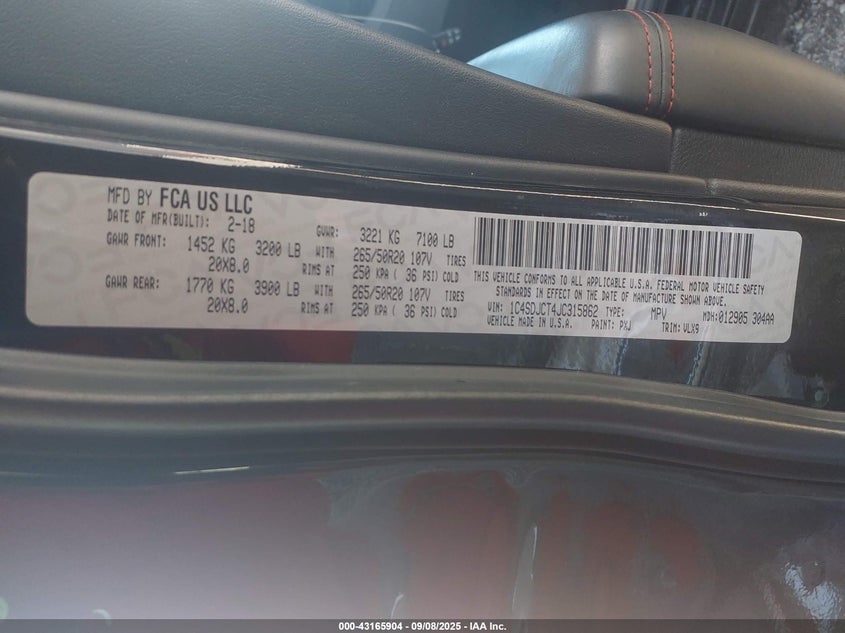 MFD BY FCA US LLC
DATE OF MFR(BUILT): 2-18
GVWR: 3221 KG 7100 LB
GAWR FRONT: 1452 KG 3200 LB WITH 265/50R20 107V TIRES
20X8.0 RIMS AT 250 KPA ( 36 PSI) COLD
GAWR REAR: 1770 KG 3900 LB WITH 265/50R20 107V TIRES
20X8.0 RIMS AT 250 KPA ( 36 PSI) COLD
THIS VEHICLE CONFORMS TO ALL APPLICABLE U.S.A. FEDERAL MOTOR VEHICLE SAFETY
STANDARDS IN EFFECT ON THE DATE OF MANUFACTURE SHOWN ABOVE.
VIN: 1C4SDJCT4JC315862 TYPE: MPV MDH:012905 304AA
VEHICLE MADE IN U.S.A. PAINT: PXJ TRIM: VLX9
000-43165904 - 09/08/2025 - IAA Inc.